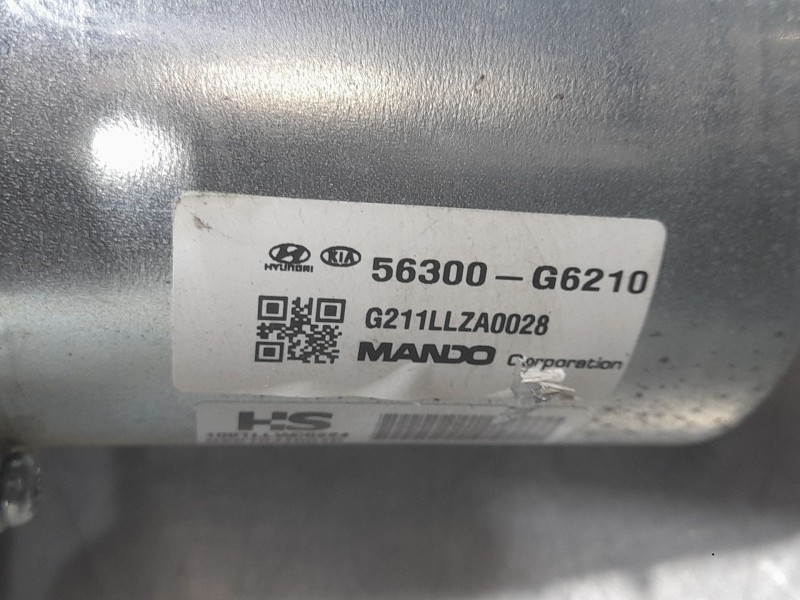 HYUNDAI KIA 56300-G6210
G211LLZA0028
MANDO Corporation
HS